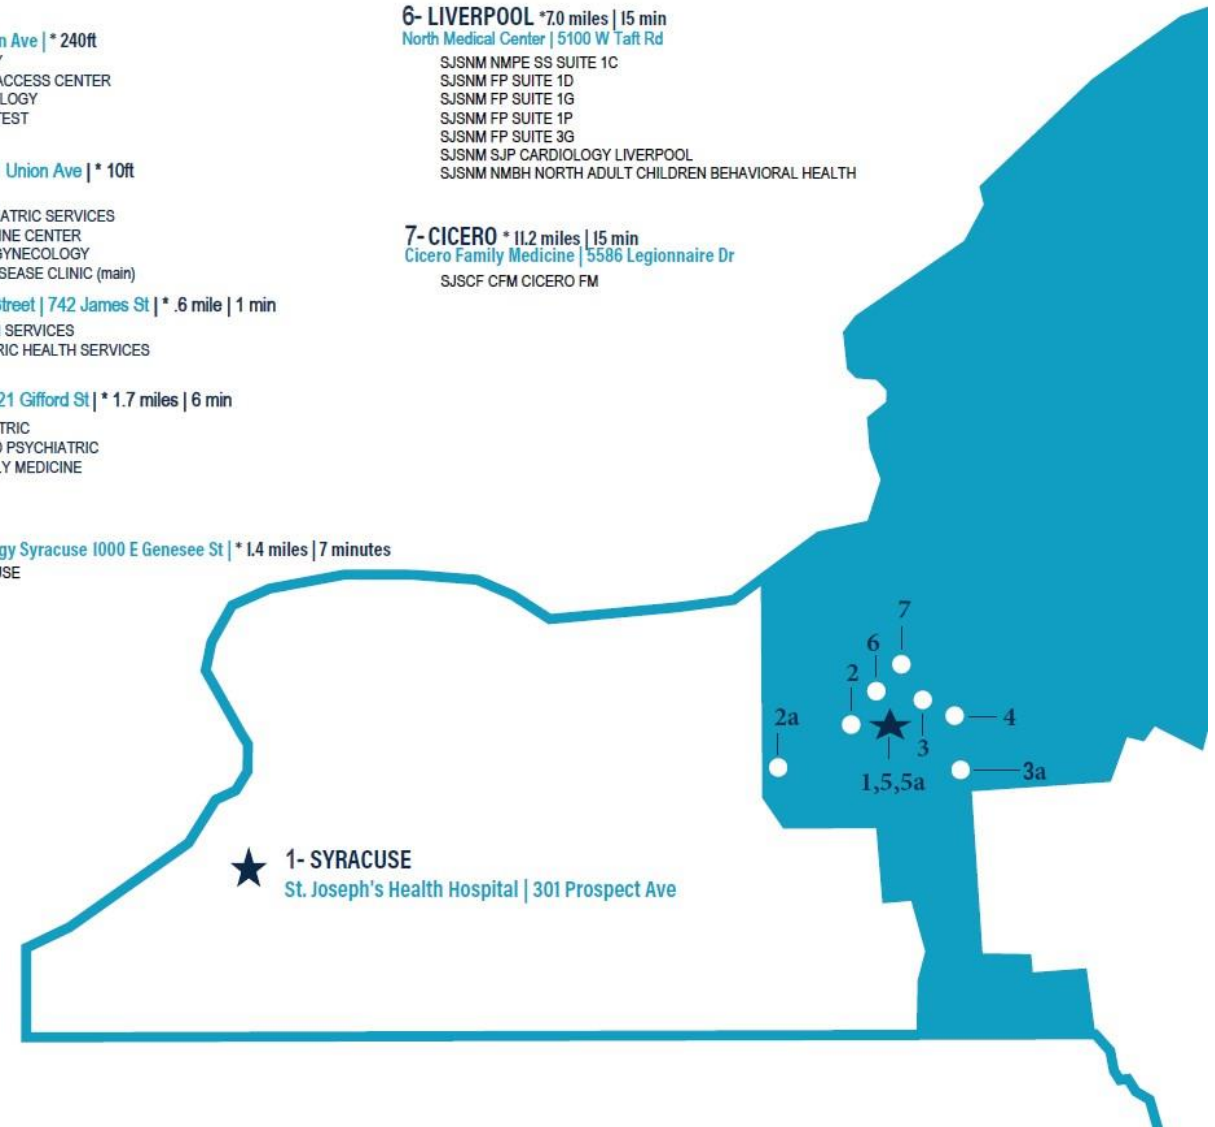 n Ave | * 240ft
ACCESS CENTER
LOGY
TEST
Union Ave | * 10ft
ATRIC SERVICES
INE CENTER
GYNECOLOGY
SEASE CLINIC (main)
Street | 742 James St | * .6 mile | 1 min
SERVICES
RIC HEALTH SERVICES
21 Gifford St | * 1.7 miles | 6 min
TRIC
PSYCHIATRIC
LY MEDICINE
gy Syracuse 1000 E Genesee St | * 1.4 miles | 7 minutes
USE
6- LIVERPOOL *7.0 miles | 15 min
North Medical Center | 5100 W Taft Rd
SJSNM NMPE SS SUITE 1C
SJSNM FP SUITE 1D
SJSNM FP SUITE 1G
SJSNM FP SUITE 1P
SJSNM FP SUITE 3G
SJSNM SJP CARDIOLOGY LIVERPOOL
SJSNM NMBH NORTH ADULT CHILDREN BEHAVIORAL HEALTH
7- CICERO * 11.2 miles | 15 min
Cicero Family Medicine | 5586 Legionnaire Dr
SJSCF CFM CICERO FM
7
6
2
2a
4
3
3a
1,5,5a
1- SYRACUSE
St. Joseph's Health Hospital | 301 Prospect Ave